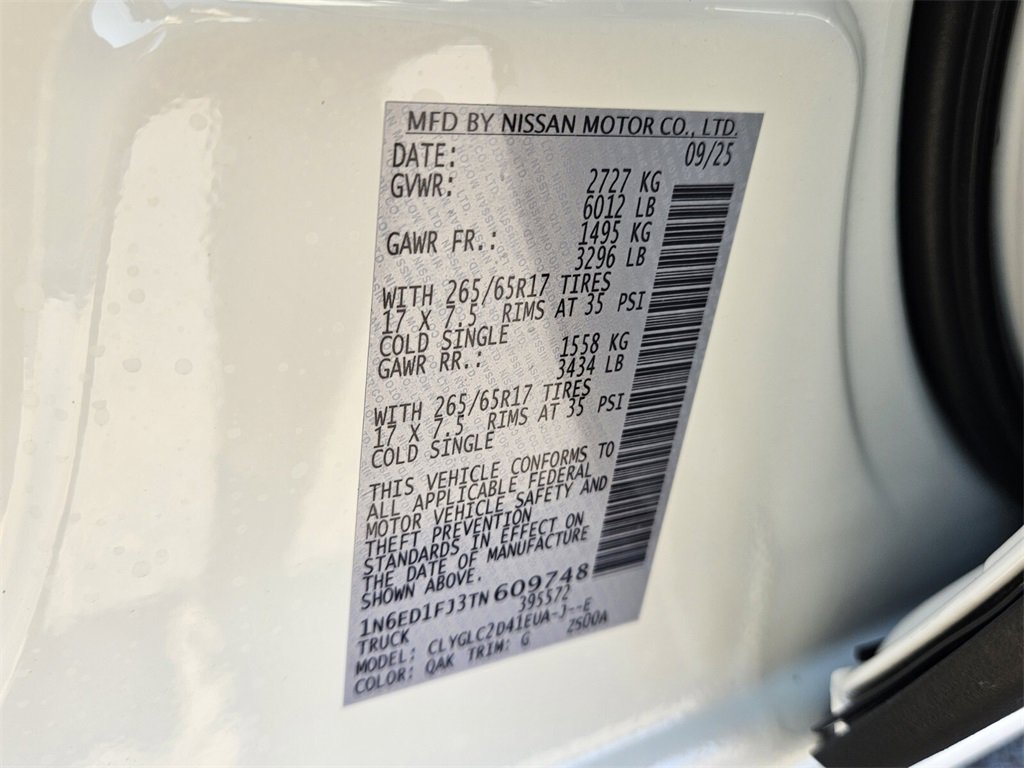 MFD BY NISSAN MOTOR CO., LTD.
DATE: 09/25
GVWR: 2727 KG
6012 LB
GAWR FR.: 1495 KG
3296 LB
WITH 265/65R17 TIRES
17 X 7.5 RIMS AT 35 PSI
COLD SINGLE
GAWR RR.: 1558 KG
3434 LB
WITH 265/65R17 TIRES
17 X 7.5 RIMS AT 35 PSI
COLD SINGLE
THIS VEHICLE CONFORMS TO
ALL APPLICABLE FEDERAL
MOTOR VEHICLE SAFETY AND
THEFT PREVENTION
STANDARDS IN EFFECT ON
THE DATE OF MANUFACTURE
SHOWN ABOVE.
1N6ED1FJ3TN609748
TRUCK 395572
MODEL: CLYGLC2D41EUA-J--E
COLOR: QAK TRIM: G ZSD0A